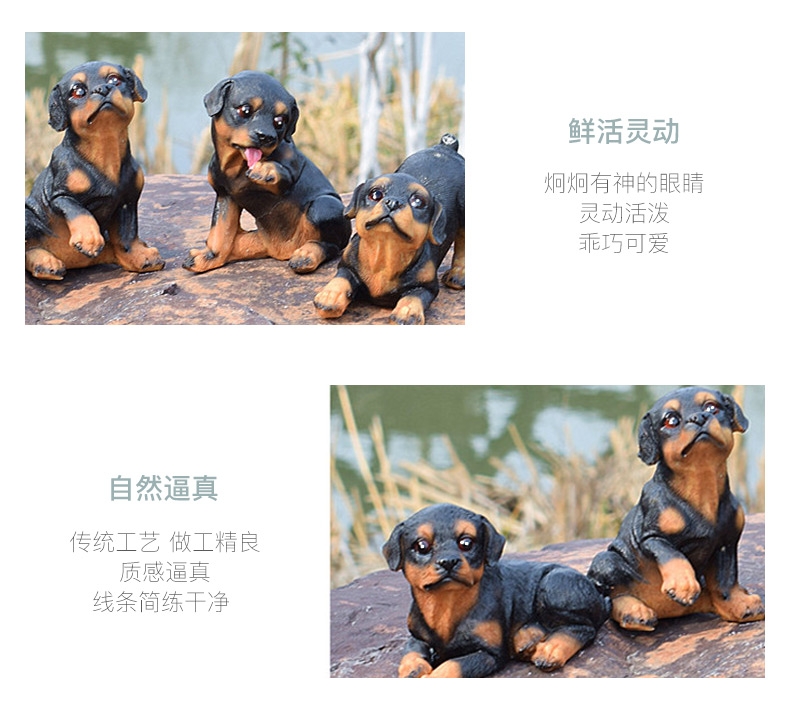 鲜活灵动
炯炯有神的眼睛
灵动活泼
乖巧可爱
自然逼真
传统工艺 做工精良
质感逼真
线条简练干净